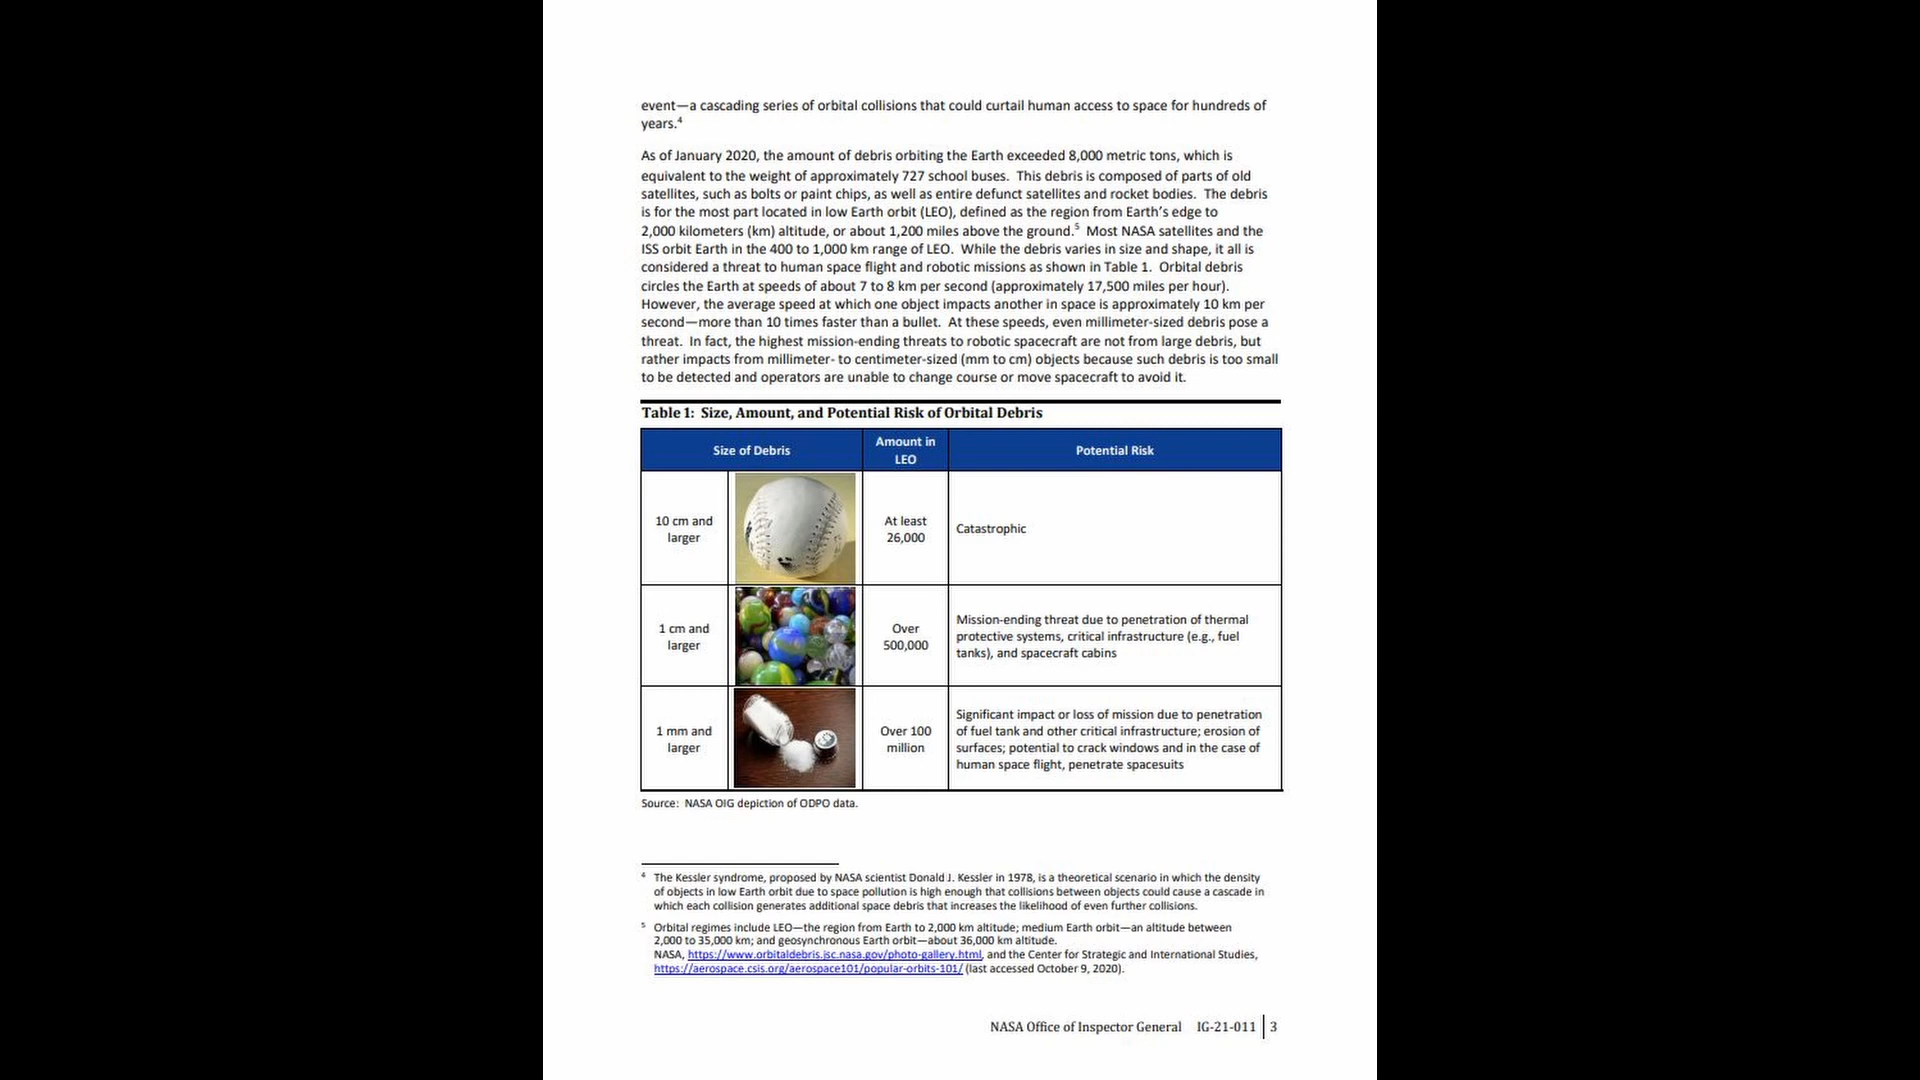 event—a cascading series of orbital collisions that could curtail human access to space for hundreds of
years.⁴
As of January 2020, the amount of debris orbiting the Earth exceeded 8,000 metric tons, which is
equivalent to the weight of approximately 727 school buses. This debris is composed of parts of old
satellites, such as bolts or paint chips, as well as entire defunct satellites and rocket bodies. The debris
is for the most part located in low Earth orbit (LEO), defined as the region from Earth's edge to
2,000 kilometers (km) altitude, or about 1,200 miles above the ground.⁵ Most NASA satellites and the
ISS orbit Earth in the 400 to 1,000 km range of LEO. While the debris varies in size and shape, it all is
considered a threat to human space flight and robotic missions as shown in Table 1. Orbital debris
circles the Earth at speeds of about 7 to 8 km per second (approximately 17,500 miles per hour).
However, the average speed at which one object impacts another in space is approximately 10 km per
second—more than 10 times faster than a bullet. At these speeds, even millimeter-sized debris pose a
threat. In fact, the highest mission-ending threats to robotic spacecraft are not from large debris, but
rather impacts from millimeter- to centimeter-sized (mm to cm) objects because such debris is too small
to be detected and operators are unable to change course or move spacecraft to avoid it.
Table 1: Size, Amount, and Potential Risk of Orbital Debris
Size of Debris
Amount in
LEO
Potential Risk
10 cm and
larger
At least
26,000
Catastrophic
1 cm and
larger
Over
500,000
Mission-ending threat due to penetration of thermal
protective systems, critical infrastructure (e.g., fuel
tanks), and spacecraft cabins
1 mm and
larger
Over 100
million
Significant impact or loss of mission due to penetration
of fuel tank and other critical infrastructure; erosion of
surfaces; potential to crack windows and in the case of
human space flight, penetrate spacesuits
Source: NASA OIG depiction of ODPO data.
⁴ The Kessler syndrome, proposed by NASA scientist Donald J. Kessler in 1978, is a theoretical scenario in which the density
of objects in low Earth orbit due to space pollution is high enough that collisions between objects could cause a cascade in
which each collision generates additional space debris that increases the likelihood of even further collisions.
⁵ Orbital regimes include LEO—the region from Earth to 2,000 km altitude; medium Earth orbit—an altitude between
2,000 to 35,000 km; and geosynchronous Earth orbit—about 36,000 km altitude.
NASA, https://www.orbitaldebris.jsc.nasa.gov/photo-gallery.html, and the Center for Strategic and International Studies,
https://aerospace.csis.org/aerospace101/popular-orbits-101/ (last accessed October 9, 2020).
NASA Office of Inspector General IG-21-011 3